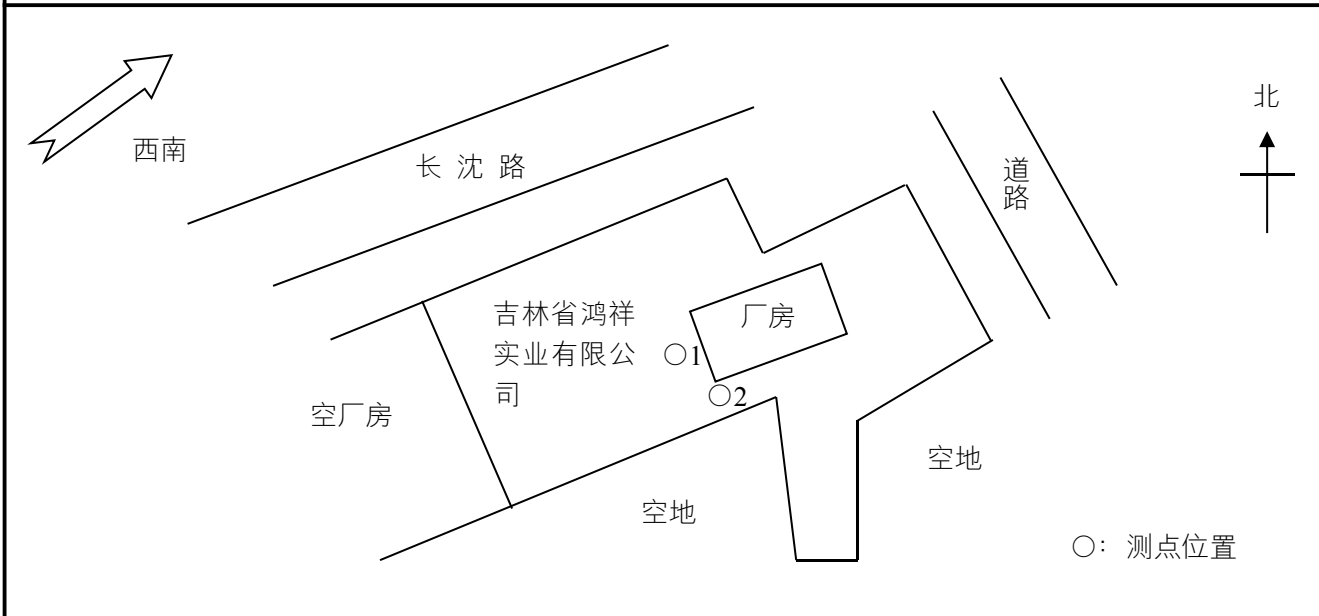 西南
长沈路
北
道路
吉林省鸿祥
实业有限公
司
厂房
○1
○2
空厂房
空地
空地
○：测点位置